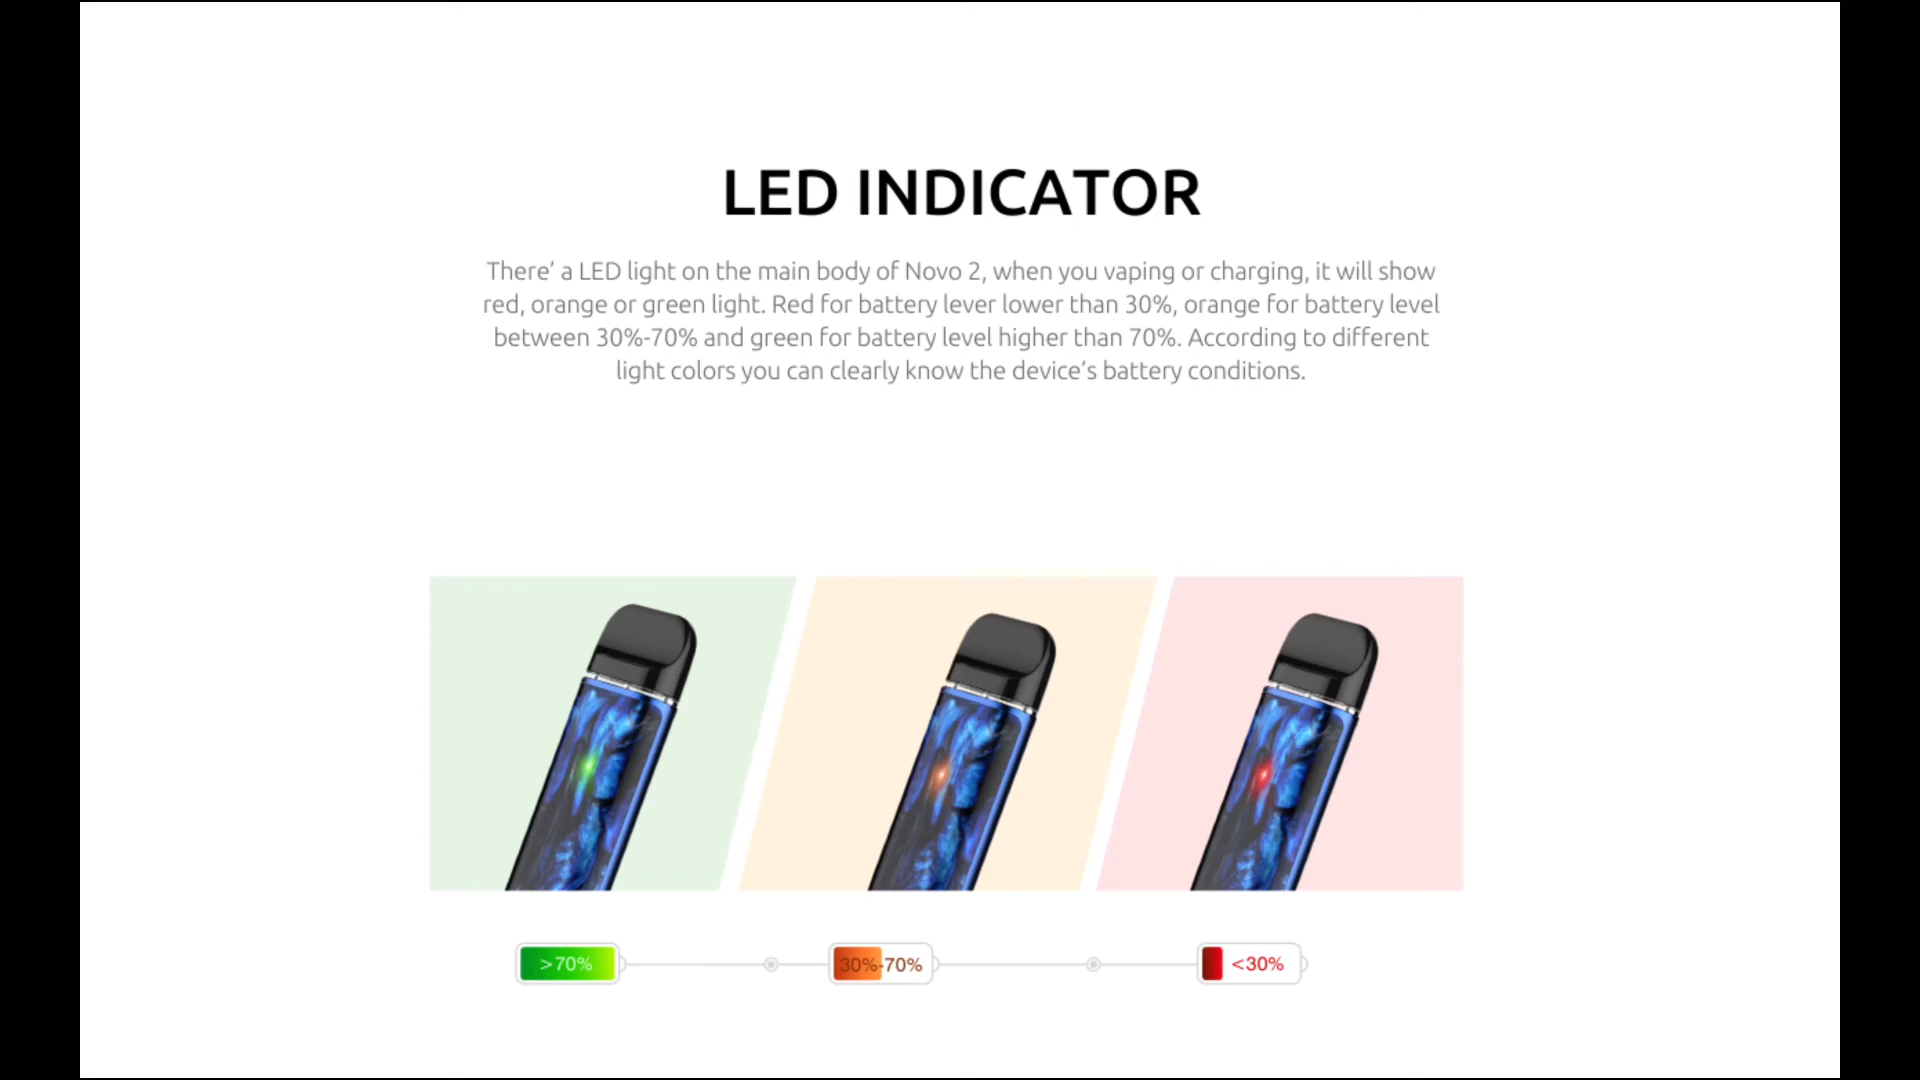 LED INDICATOR
There’ a LED light on the main body of Novo 2, when you vaping or charging, it will show
red, orange or green light. Red for battery lever lower than 30%, orange for battery level
between 30%-70% and green for battery level higher than 70%. According to different
light colors you can clearly know the device’s battery conditions.
>70%
30%-70%
<30%